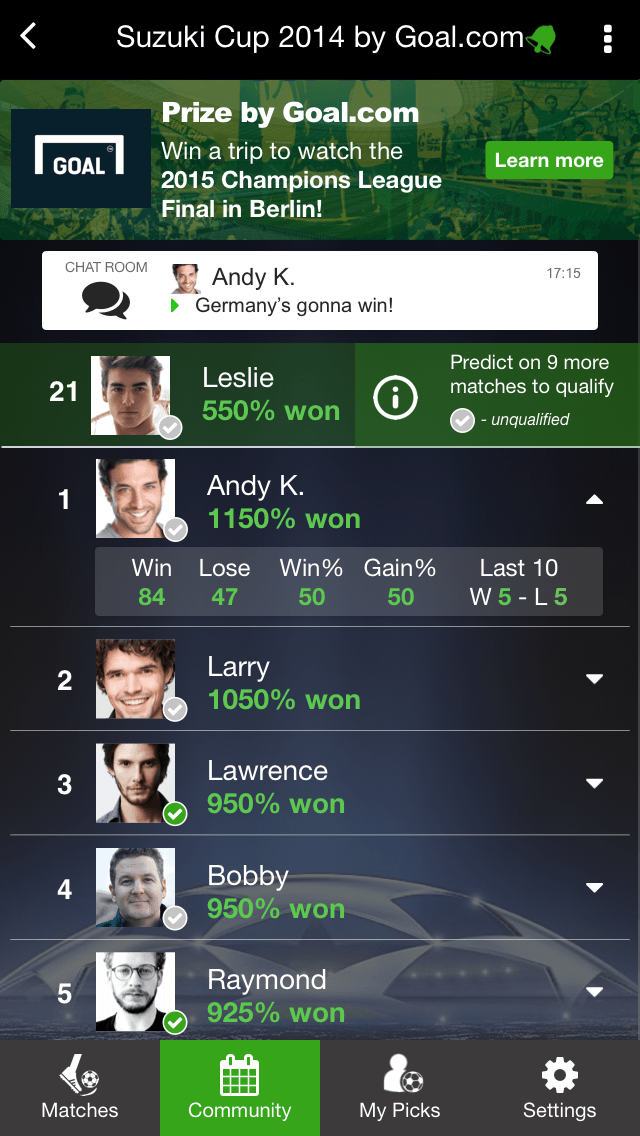 Suzuki Cup 2014 by Goal.com
GOAL
Prize by Goal.com
Win a trip to watch the
2015 Champions League
Final in Berlin!
Learn more
CHAT ROOM
Andy K.
17:15
Germany’s gonna win!
21
Leslie
550% won
Predict on 9 more
matches to qualify
- unqualified
1
Andy K.
1150% won
Win Lose Win% Gain% Last 10
84 47 50 50 W 5 - L 5
2
Larry
1050% won
3
Lawrence
950% won
4
Bobby
950% won
5
Raymond
925% won
Matches Community My Picks Settings